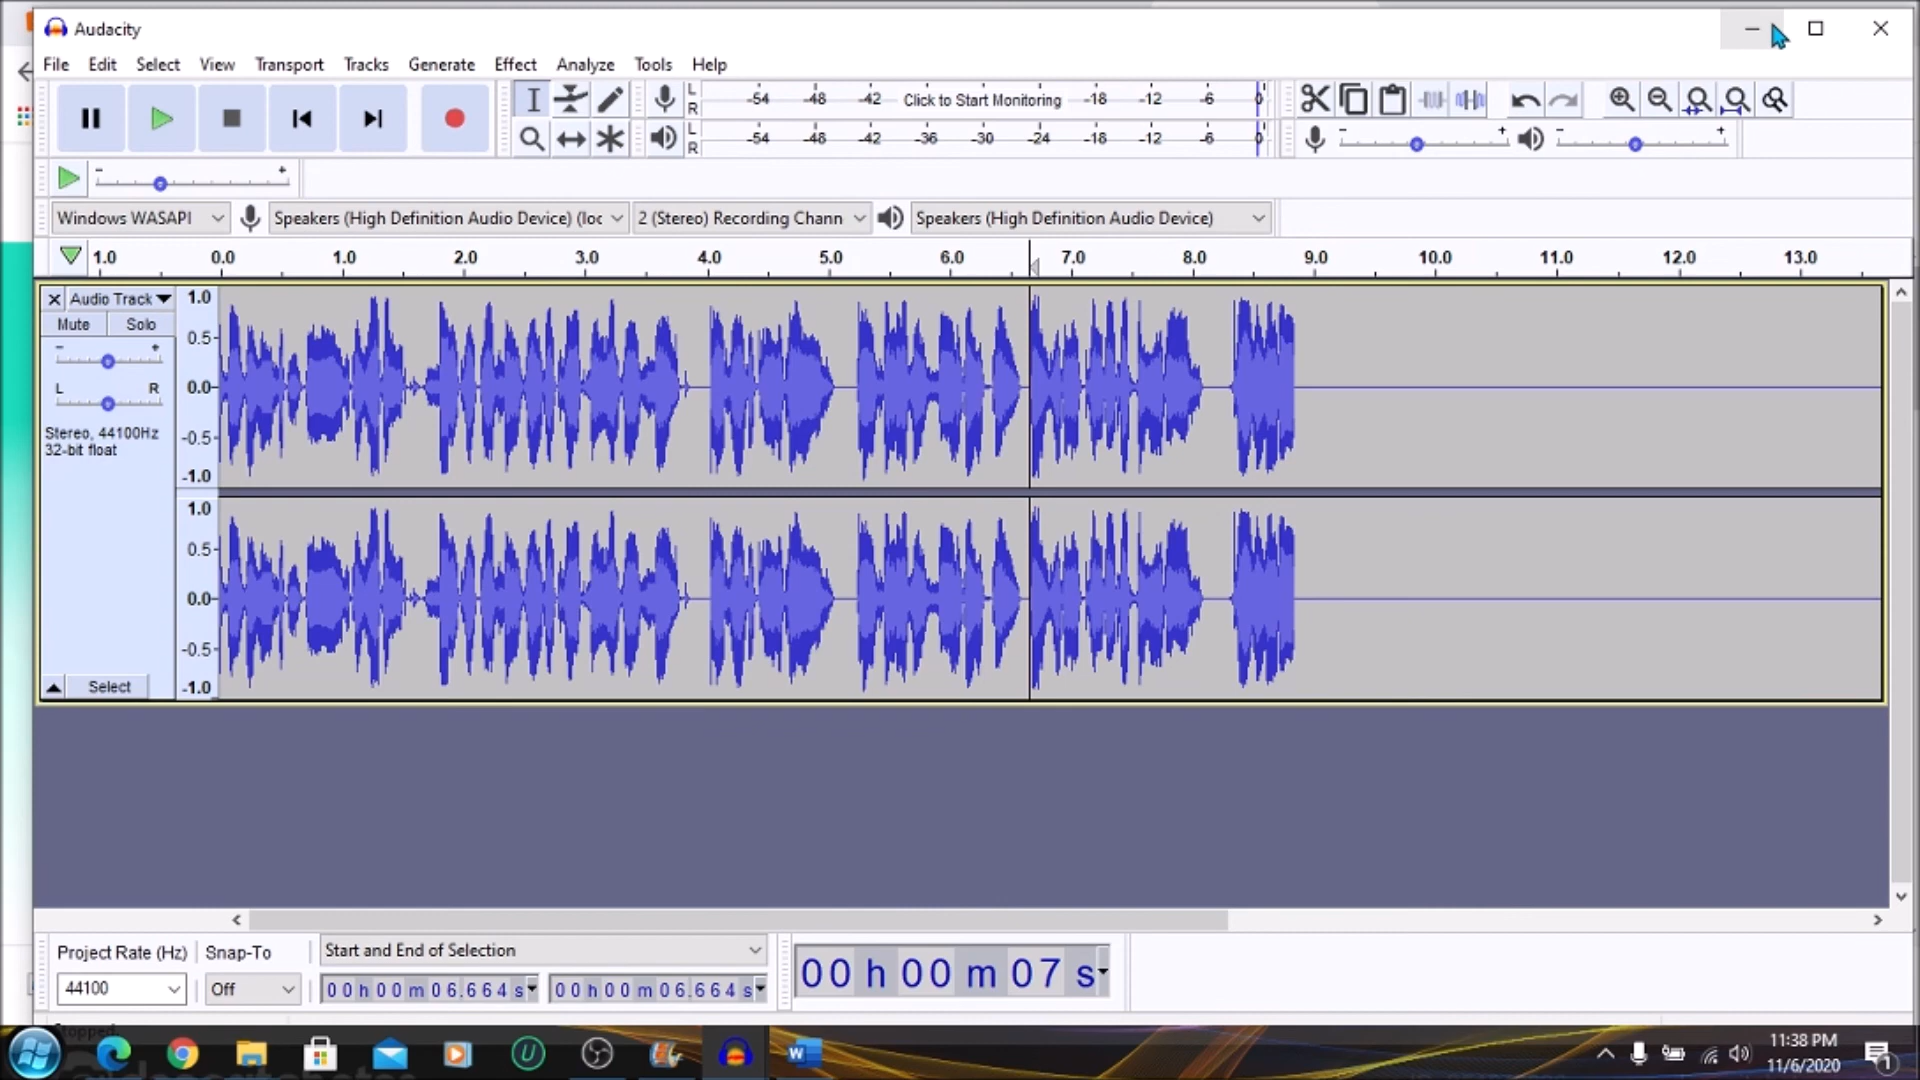 Audacity
File Edit Select View Transport Tracks Generate Effect Analyze Tools Help
L
R
-54 -48 -42 Click to Start Monitoring -18 -12 -6 0
L
R
-54 -48 -42 -36 -30 -24 -18 -12 -6 0
- +
- +
- +
Windows WASAPI
Speakers (High Definition Audio Device) (loc
2 (Stereo) Recording Chann
Speakers (High Definition Audio Device)
1.0 0.0 1.0 2.0 3.0 4.0 5.0 6.0 7.0 8.0 9.0 10.0 11.0 12.0 13.0
Audio Track
Mute Solo
- +
L R
Stereo, 44100Hz
32-bit float
Select
1.0
0.5
0.0
-0.5
-1.0
1.0
0.5
0.0
-0.5
-1.0
Project Rate (Hz) Snap-To Start and End of Selection
44100 Off 00 h 00 m 06.664 s 00 h 00 m 06.664 s
00 h 00 m 07 s
Stopped.
11:38 PM
11/6/2020
1